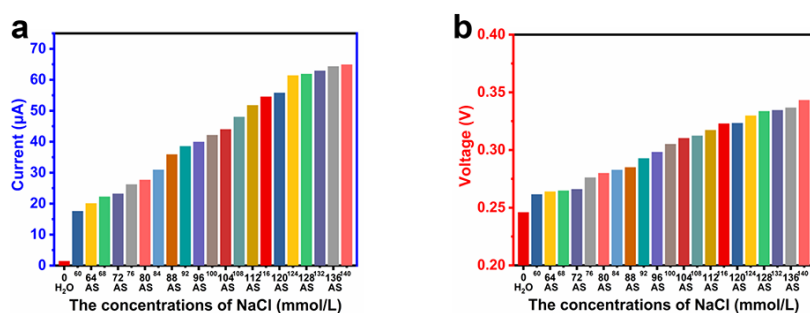 a
Current (μA)
70
60
50
40
30
20
10
0
0 60 64 68 72 76 80 84 88 92 96 100 104 108 112 116 120 124 128 132 136 140
H₂O AS AS AS AS AS AS AS AS AS AS
The concentrations of NaCl (mmol/L)
b
Voltage (V)
0.40
0.35
0.30
0.25
0.20
0 60 64 68 72 76 80 84 88 92 96 100 104 108 112 116 120 124 128 132 136 140
H₂O AS AS AS AS AS AS AS AS AS AS
The concentrations of NaCl (mmol/L)